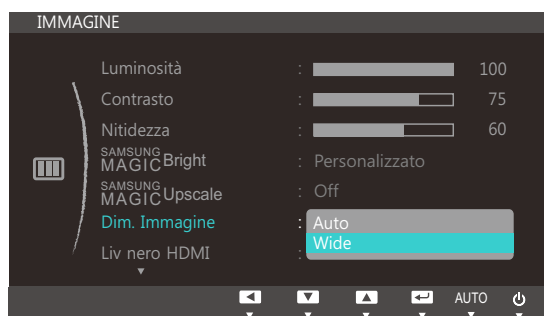 IMMAGINE
Luminosità : 100
Contrasto : 75
Nitidezza : 60
SAMSUNG MAGIC Bright : Personalizzato
SAMSUNG MAGIC Upscale : Off
Dim. Immagine : Auto
Wide
Liv nero HDMI :
AUTO